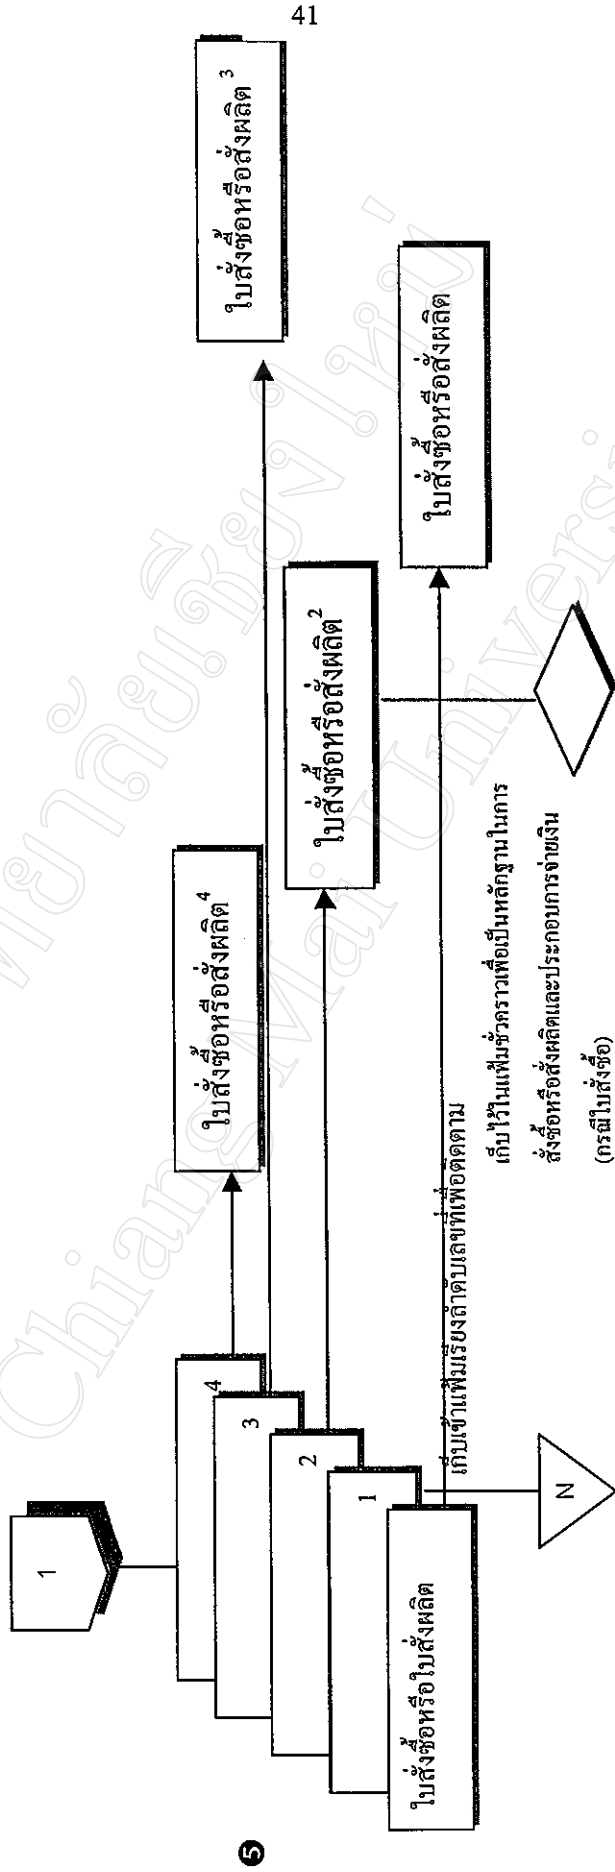 41
❺
1
4
3
2
1
ใบสั่งซื้อหรือใบสั่งผลิต
ใบสั่งซื้อหรือสั่งผลิต 4
ใบสั่งซื้อหรือสั่งผลิต 3
ใบสั่งซื้อหรือสั่งผลิต 2
ใบสั่งซื้อหรือสั่งผลิต
เก็บเข้าแฟ้มเรียงลำดับเลขที่เพื่อติดตาม
N
เก็บไว้ในแฟ้มชั่วคราวเพื่อเป็นหลักฐานในการ
สั่งซื้อหรือสั่งผลิตและประกอบการจ่ายเงิน
(กรณีใบสั่งซื้อ)
Chiang Mai Universi